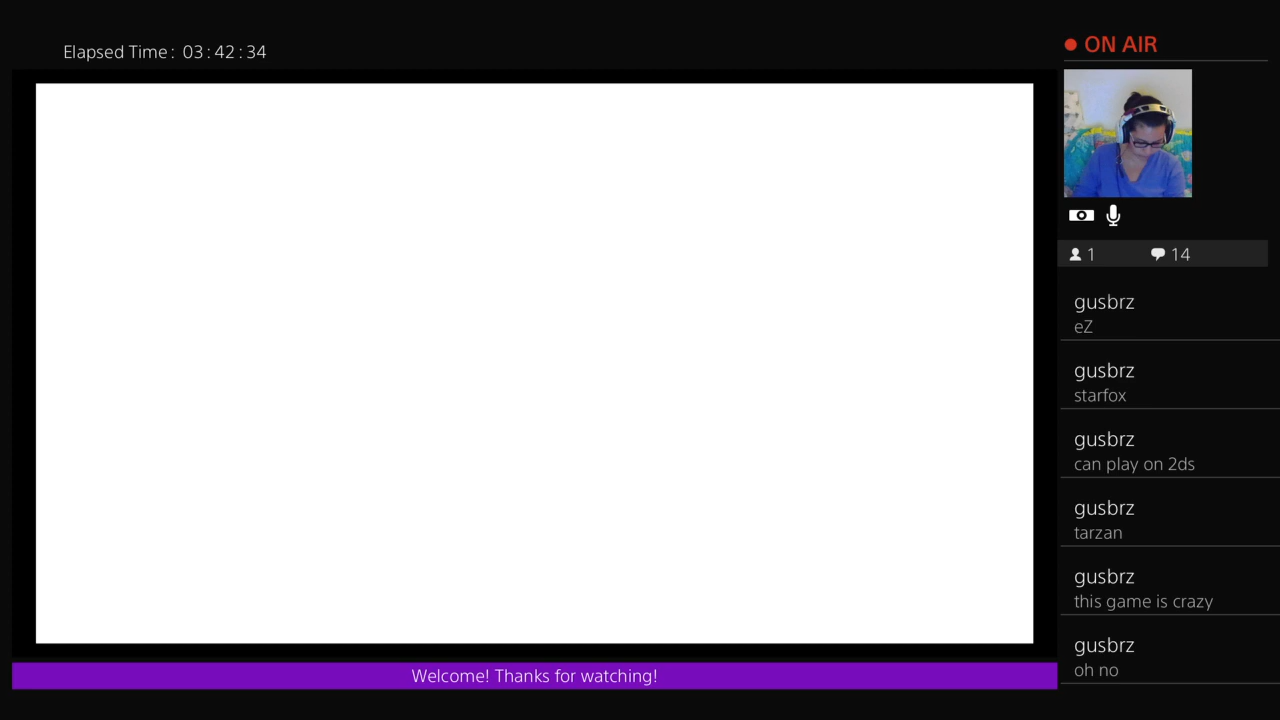 Elapsed Time: 03:42:34
ON AIR
1 14
gusbrz
eZ
gusbrz
starfox
gusbrz
can play on 2ds
gusbrz
tarzan
gusbrz
this game is crazy
gusbrz
oh no
Welcome! Thanks for watching!